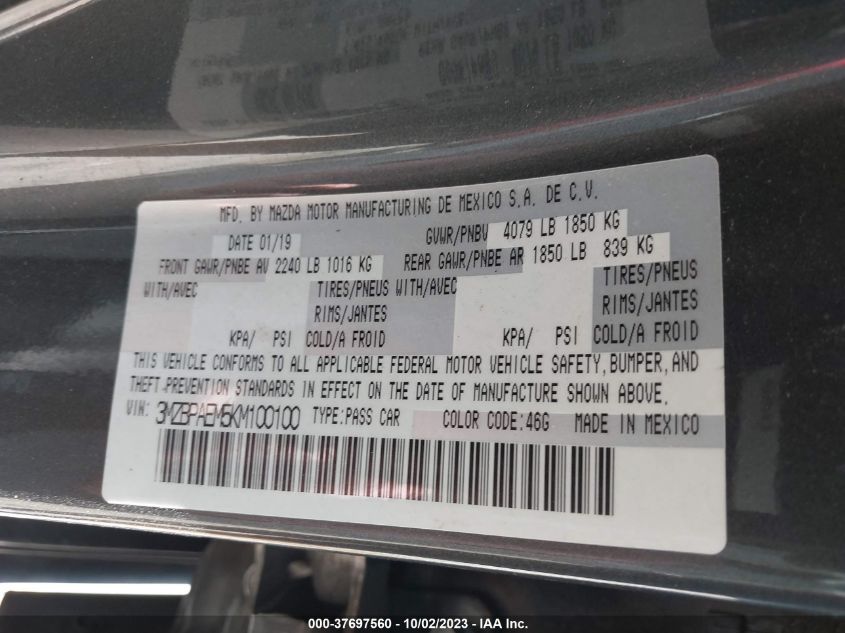 MFD. BY MAZDA MOTOR MANUFACTURING DE MEXICO S.A. DE C.V.
DATE 01/19 GVWR/PNBV 4079 LB 1850 KG
FRONT GAWR/PNBE AV 2240 LB 1016 KG REAR GAWR/PNBE AR 1850 LB 839 KG
WITH/AVEC TIRES/PNEUS WITH/AVEC TIRES/PNEUS
RIMS/JANTES RIMS/JANTES
KPA/ PSI COLD/A FROID KPA/ PSI COLD/A FROID
THIS VEHICLE CONFORMS TO ALL APPLICABLE FEDERAL MOTOR VEHICLE SAFETY, BUMPER, AND
THEFT PREVENTION STANDARDS IN EFFECT ON THE DATE OF MANUFACTURE SHOWN ABOVE.
VIN: 3MZBPAEM5KM100100 TYPE:PASS CAR COLOR CODE:46G MADE IN MEXICO
000-37697560 - 10/02/2023 - IAA Inc.